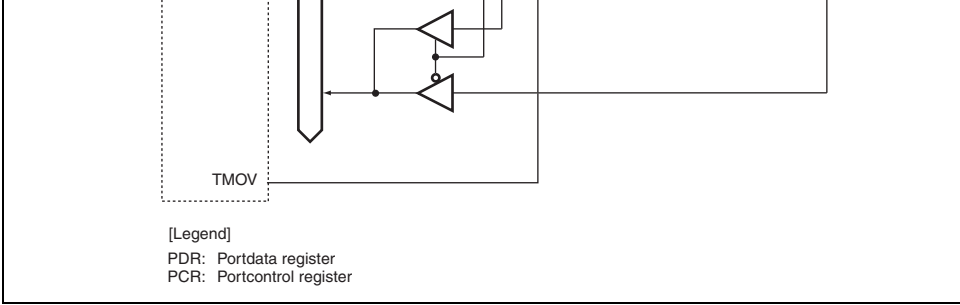 TMOV
[Legend]
PDR: Portdata register
PCR: Portcontrol register